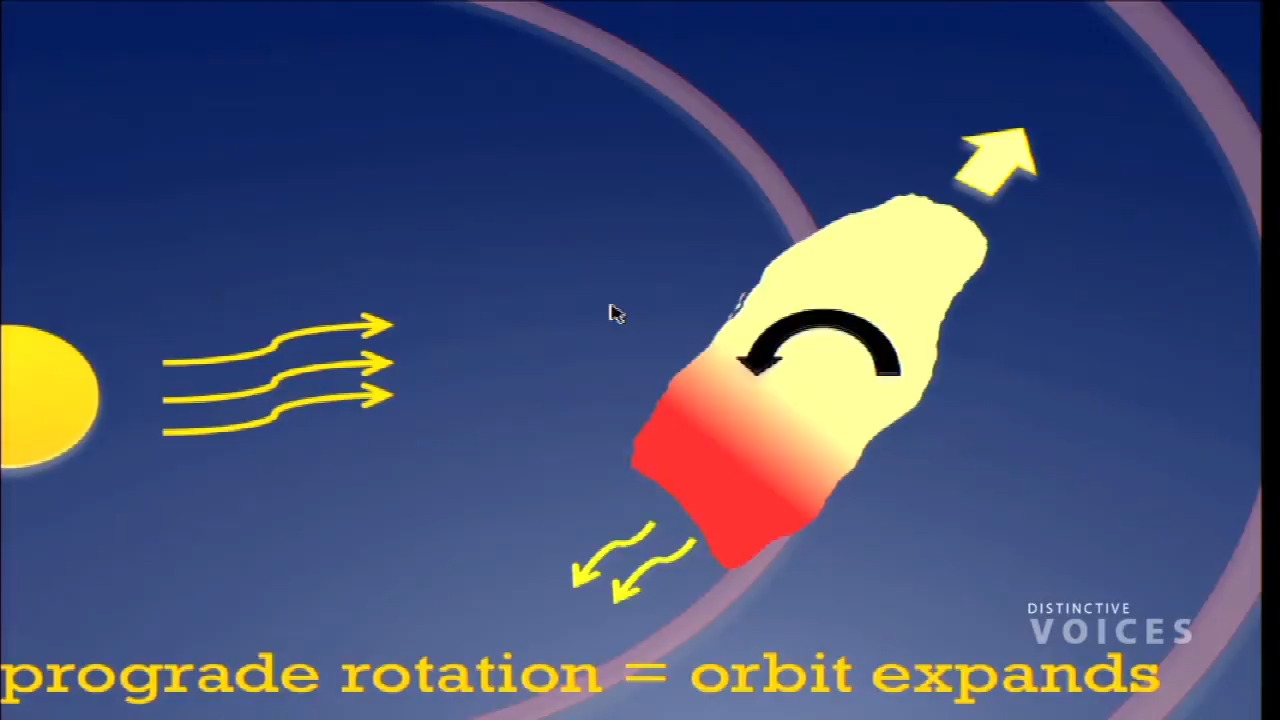 DISTINCTIVE
VOICES
prograde rotation = orbit expands